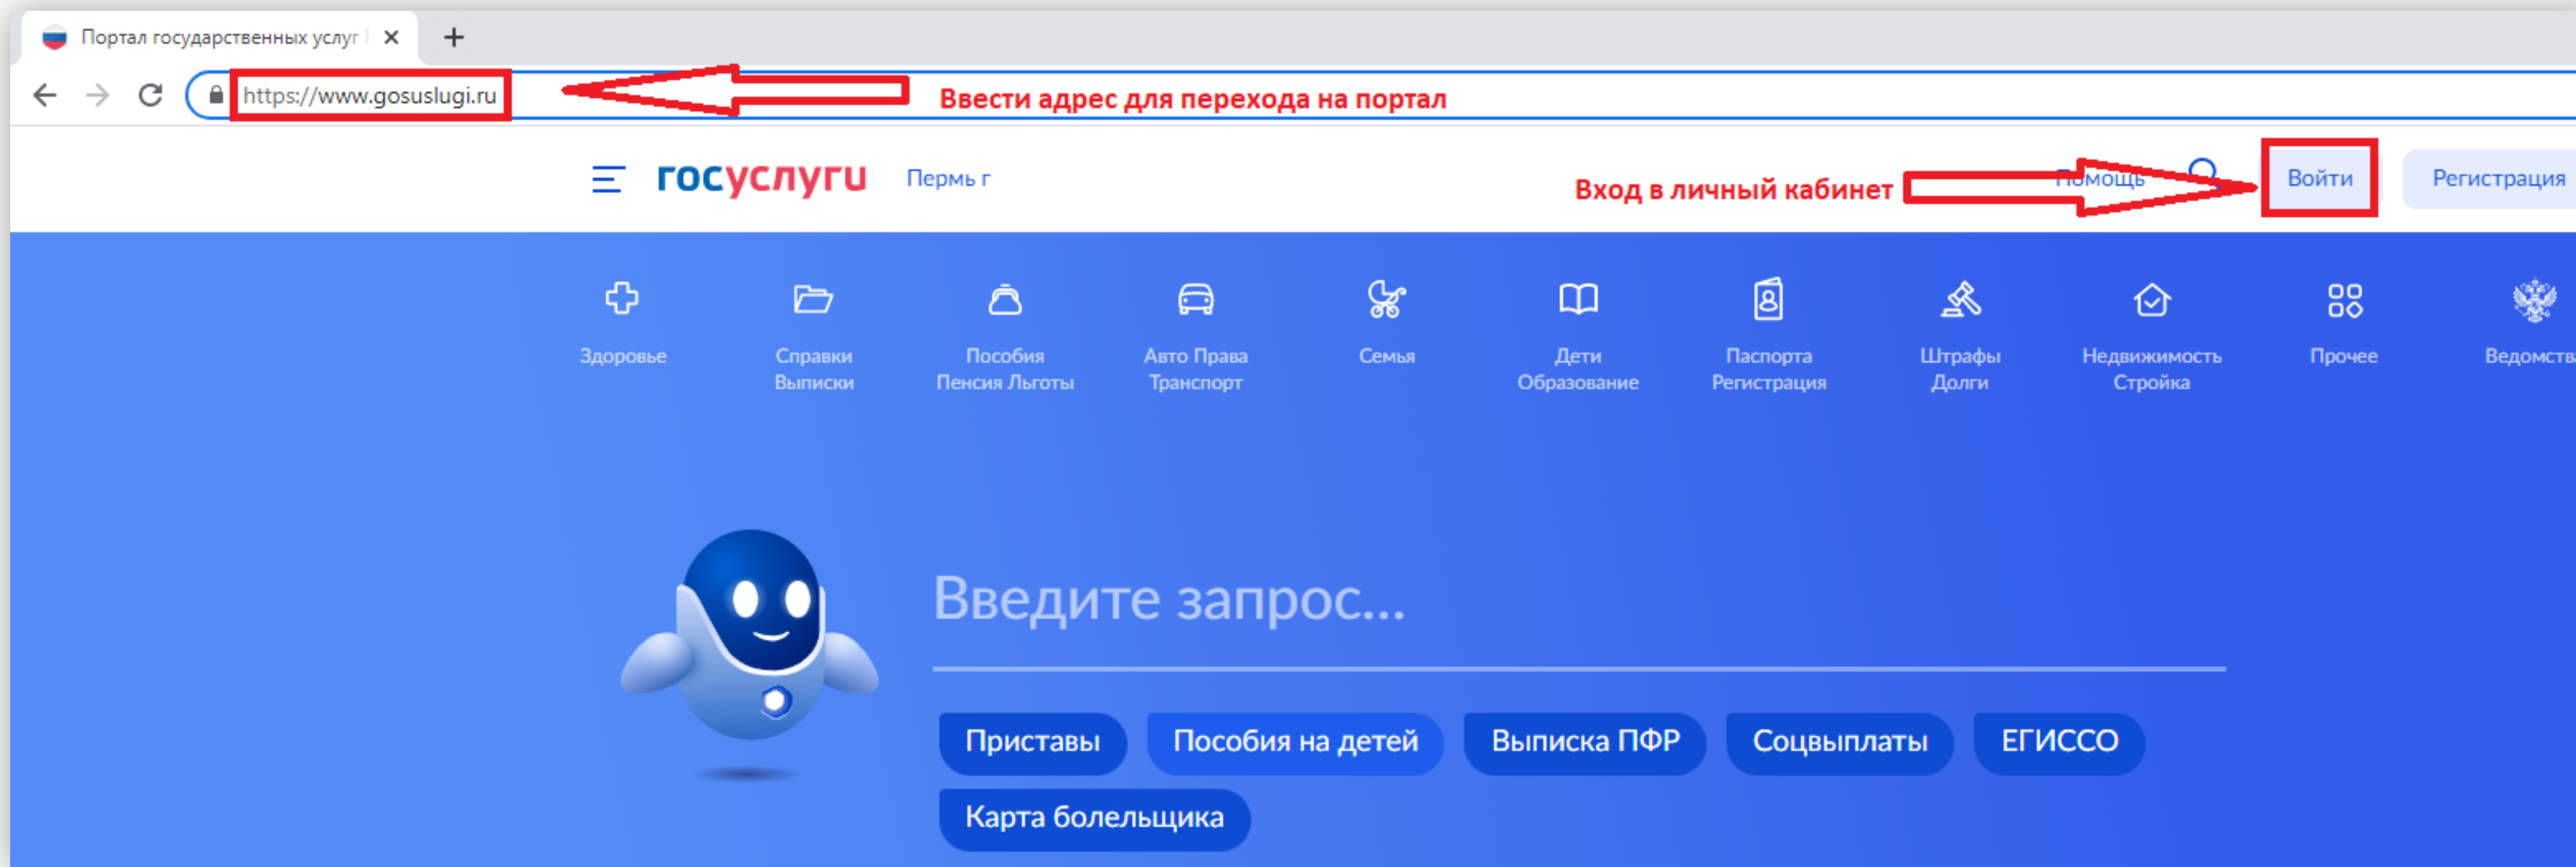 Портал государственных услуг
https://www.gosuslugi.ru
Ввести адрес для перехода на портал
госуслуги Пермь г
Вход в личный кабинет
Помощь
Войти
Регистрация
Здоровье
Справки
Выписки
Пособия
Пенсия Льготы
Авто Права
Транспорт
Семья
Дети
Образование
Паспорта
Регистрация
Штрафы
Долги
Недвижимость
Стройка
Прочее
Ведомства
Введите запрос...
Приставы
Пособия на детей
Выписка ПФР
Соцвыплаты
ЕГИССО
Карта болельщика